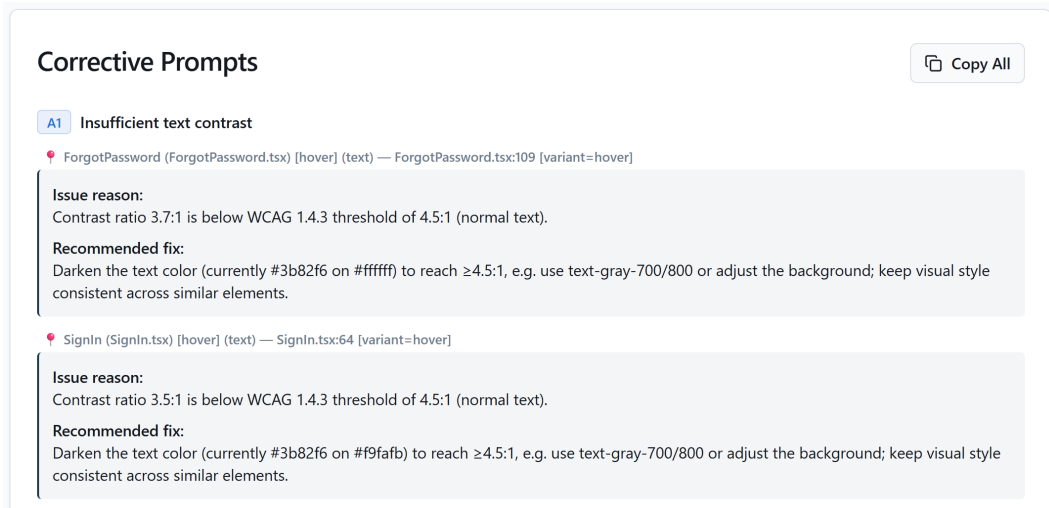 Corrective Prompts
Copy All
A1 Insufficient text contrast
ForgotPassword (ForgotPassword.tsx) [hover] (text) — ForgotPassword.tsx:109 [variant=hover]
Issue reason:
Contrast ratio 3.7:1 is below WCAG 1.4.3 threshold of 4.5:1 (normal text).
Recommended fix:
Darken the text color (currently #3b82f6 on #ffffff) to reach ≥4.5:1, e.g. use text-gray-700/800 or adjust the background; keep visual style
consistent across similar elements.
SignIn (SignIn.tsx) [hover] (text) — SignIn.tsx:64 [variant=hover]
Issue reason:
Contrast ratio 3.5:1 is below WCAG 1.4.3 threshold of 4.5:1 (normal text).
Recommended fix:
Darken the text color (currently #3b82f6 on #f9fafb) to reach ≥4.5:1, e.g. use text-gray-700/800 or adjust the background; keep visual style
consistent across similar elements.